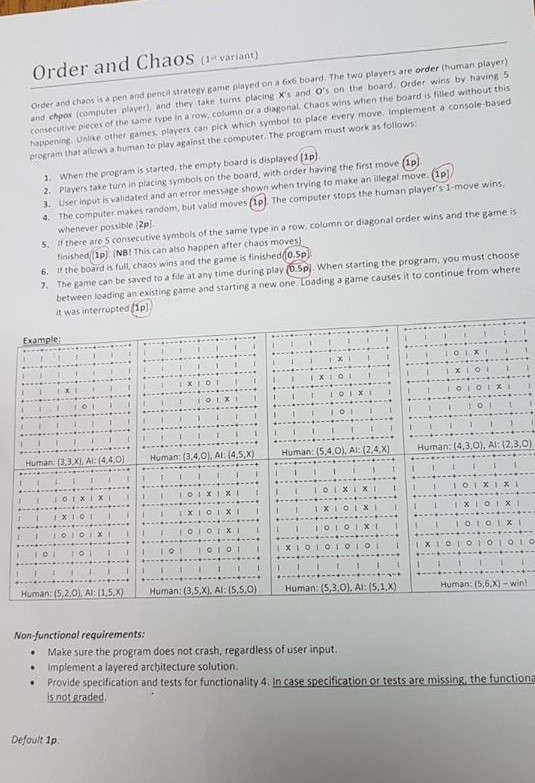 Order and Chaos (1st variant)
Order and chaos is a pen and pencil strategy game played on a 6x6 board. The two players are order (human player)
and chaos (computer player), and they take turns placing X's and O's on the board. Order wins by having 5
consecutive pieces of the same type in a row, column or a diagonal. Chaos wins when the board is filled without this
happening. Unlike other games, players can pick which symbol to place every move. Implement a console-based
program that allows a human to play against the computer. The program must work as follows:
1. When the program is started, the empty board is displayed (1p).
2. Players take turn in placing symbols on the board, with order having the first move (1p).
3. User input is validated and an error message shown when trying to make an illegal move. (1p)
4. The computer makes random, but valid moves (1p). The computer stops the human player's 1-move wins,
whenever possible (2p).
5. If there are 5 consecutive symbols of the same type in a row, column or diagonal order wins and the game is
finished (1p). (NB! This can also happen after chaos moves)
6. If the board is full, chaos wins and the game is finished (0.5p).
7. The game can be saved to a file at any time during play (0.5p). When starting the program, you must choose
between loading an existing game and starting a new one. Loading a game causes it to continue from where
it was interrupted (1p).
Example:
X
O
X O
O X
X
X O
O X
O
O X
X O
O O X
O
Human: (3,3,X), AI: (4,4,O)
Human: (3,4,O), AI: (4,5,X)
Human: (5,4,O), AI: (2,4,X)
Human: (4,3,O), AI: (2,3,O)
O X X
X O
O O X
O O
O X X
X O X
O O X
O O O
O X X
X O X
O O X
X O O O O
O X X
X O X
O O X
X O O O O O
Human: (5,2,O), AI: (1,5,X)
Human: (3,5,X), AI: (5,5,O)
Human: (5,3,O), AI: (5,1,X)
Human: (5,6,X) – win!
Non-functional requirements:
• Make sure the program does not crash, regardless of user input.
• Implement a layered architecture solution.
• Provide specification and tests for functionality 4. In case specification or tests are missing, the functiona
is not graded.
Default 1p.